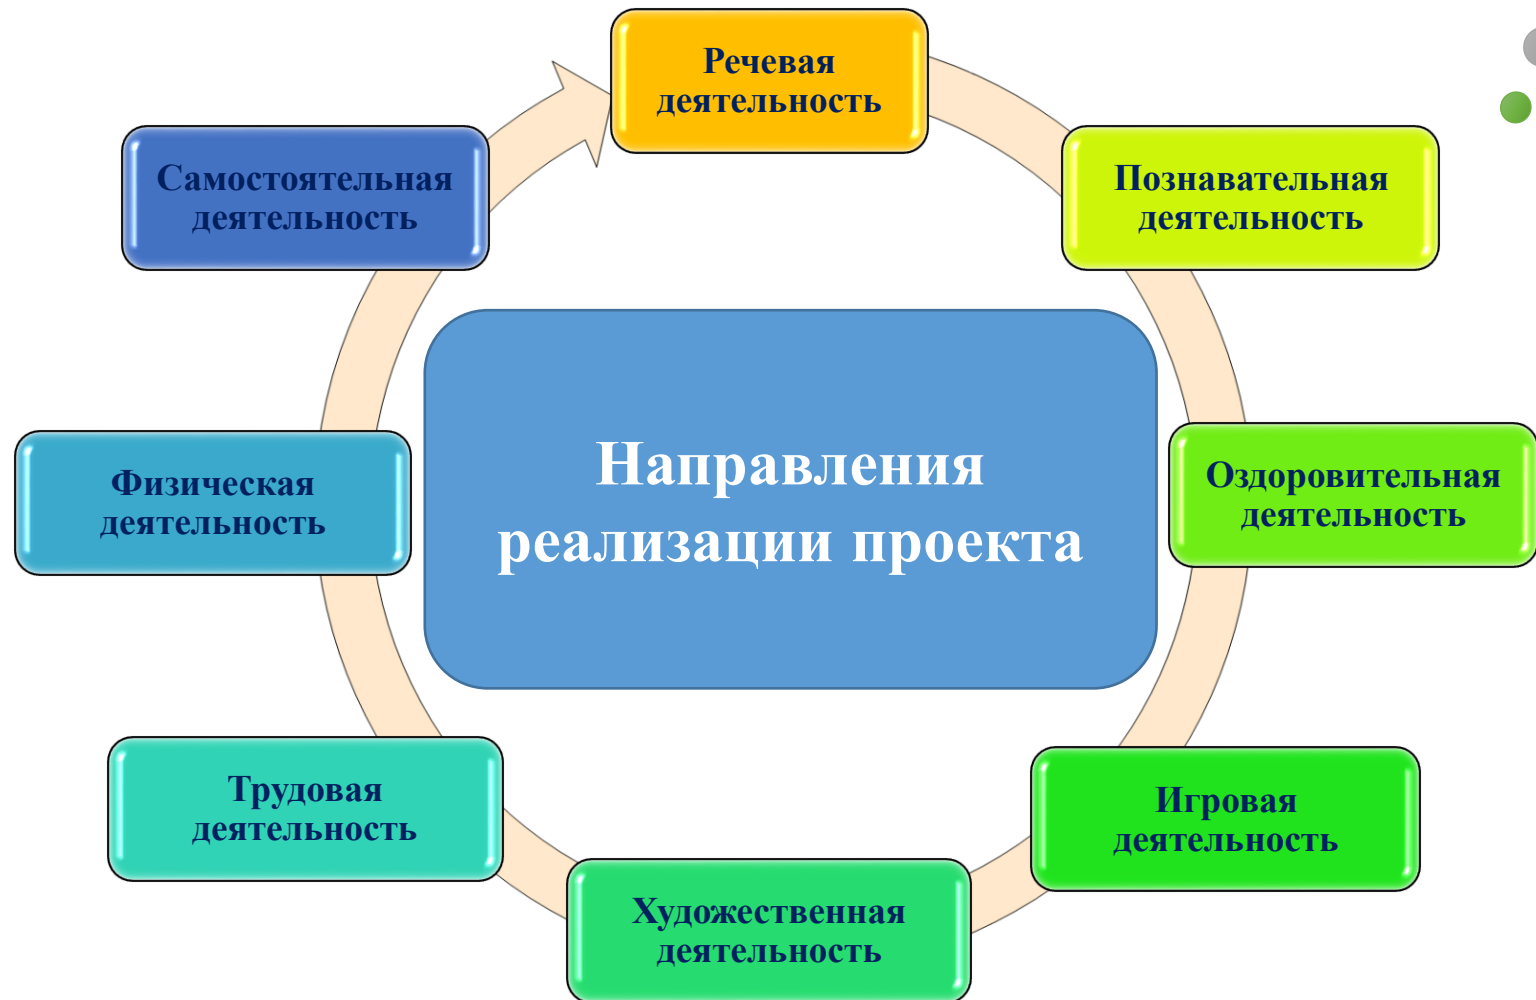 Речевая
деятельность
Познавательная
деятельность
Оздоровительная
деятельность
Игровая
деятельность
Художественная
деятельность
Трудовая
деятельность
Физическая
деятельность
Самостоятельная
деятельность
Направления
реализации проекта